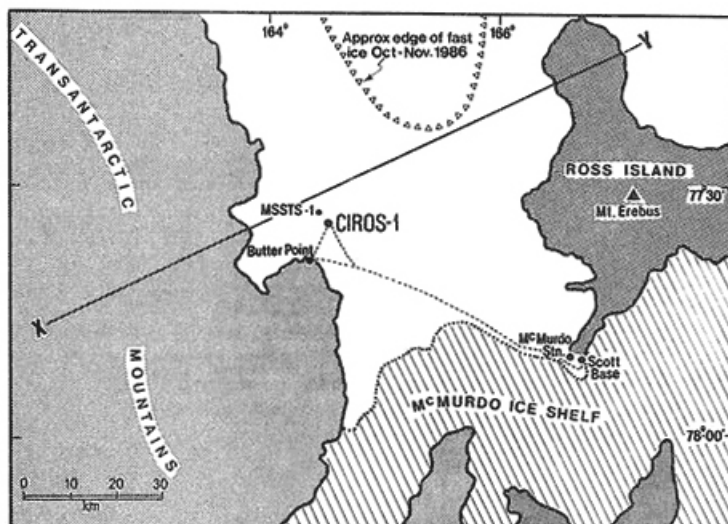 164°
166°
Approx edge of fast
ice Oct-Nov. 1986
Y
TRANSANTARCTIC
ROSS ISLAND
77°30'
Mt. Erebus
MSSTS-1
CIROS-1
Butter Point
X
McMurdo
Stn.
Scott
Base
McMURDO ICE SHELF
78°00'
MOUNTAINS
0 10 20 30
km